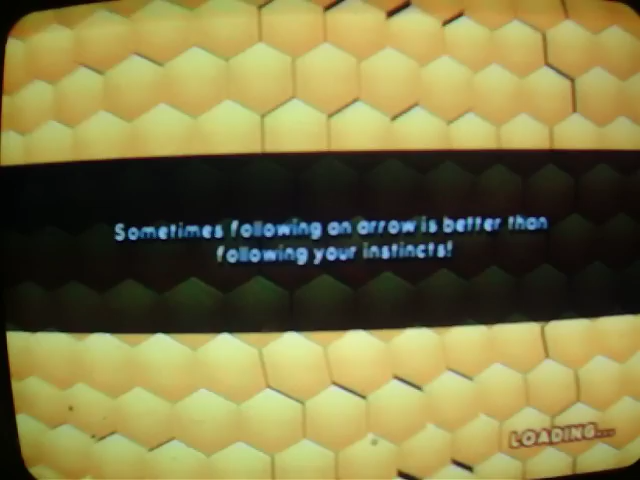 Sometimes following an arrow is better than
following your instincts!
LOADING...